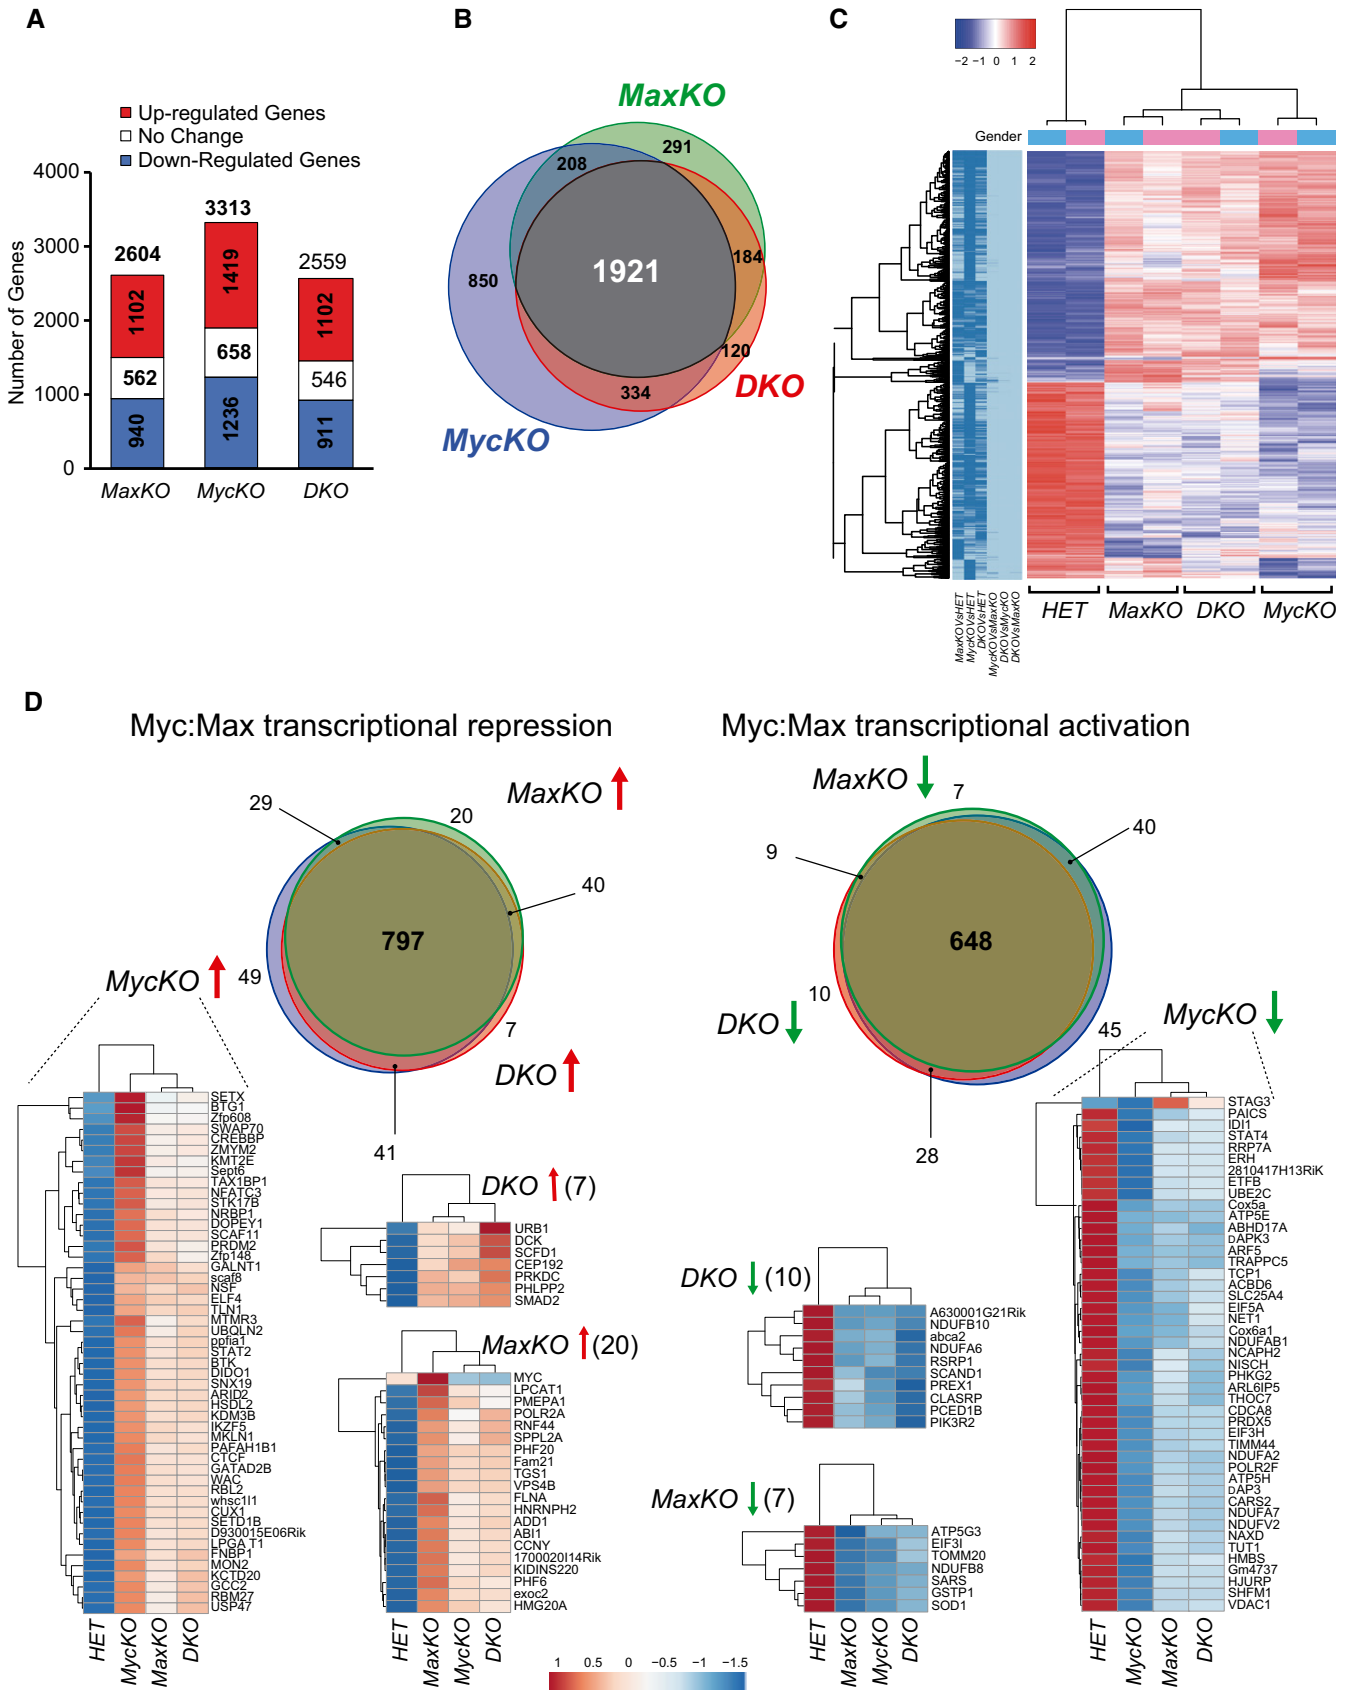 A
Up-regulated Genes
No Change
Down-Regulated Genes
Number of Genes
4000
3000
2000
1000
0
2604
1102
562
940
3313
1419
658
1236
2559
1102
546
911
MaxKO
MycKO
DKO
B
MaxKO
291
208
184
850
1921
120
334
DKO
MycKO
C
−2 −1 0 1 2
Gender
MaxKOVsHET
MycKOVsHET
DKOVsHET
MycKOVsMaxKO
DKOVsMycKO
DKOVsMaxKO
HET
MaxKO
DKO
MycKO
D
Myc:Max transcriptional repression
MaxKO
29
20
40
797
MycKO
49
7
DKO
41
SETX
BTG1
Zfp608
SWAP70
CREBBP
ZMYM2
KMT2E
Sept6
TAX1BP1
NFATC3
STK17B
NRBP1
DOPEY1
SCAF11
PRDM2
Zfp148
GALNT1
scaf8
NSF
ELF4
TLN1
MTMR3
UBQLN2
ppfia1
STAT2
BTK
DIDO1
SNX19
ARID2
HSDL2
KDM3B
IKZF5
MKLN1
PAFAH1B1
CTCF
GATAD2B
WAC
RBL2
whsc1l1
CUX1
SETD1B
D930015E06Rik
LPGA T1
FNBP1
MON2
KCTD20
GCC2
RBM27
USP47
HET
MycKO
MaxKO
DKO
DKO (7)
URB1
DCK
SCFD1
CEP192
PRKDC
PHLPP2
SMAD2
MaxKO (20)
MYC
LPCAT1
PMEPA1
POLR2A
RNF44
SPPL2A
PHF20
Fam21
TGS1
VPS4B
FLNA
HNRNPH2
ADD1
ABI1
CCNY
1700020I14Rik
KIDINS220
PHF6
exoc2
HMG20A
HET
MaxKO
MycKO
DKO
1 0.5 0 −0.5 −1 −1.5
Myc:Max transcriptional activation
MaxKO
7
40
9
648
10
DKO
45
MycKO
28
DKO (10)
A630001G21Rik
NDUFB10
abca2
NDUFA6
RSRP1
SCAND1
PREX1
CLASRP
PCED1B
PIK3R2
MaxKO (7)
ATP5G3
EIF3I
TOMM20
NDUFB8
SARS
GSTP1
SOD1
HET
MaxKO
MycKO
DKO
STAG3
PAICS
IDI1
STAT4
RRP7A
ERH
2810417H13RiK
ETFB
UBE2C
Cox5a
ATP5E
ABHD17A
DAPK3
ARF5
TRAPPC5
TCP1
ACBD6
SLC25A4
EIF5A
NET1
Cox6a1
NDUFAB1
NCAPH2
NISCH
PHKG2
ARL6IP5
THOC7
CDCA8
PRDX5
EIF3H
TIMM44
NDUFA2
POLR2F
ATP5H
DAP3
CARS2
NDUFA7
NDUFV2
NAXD
TUT1
HMBS
Gm4737
HJURP
SHFM1
VDAC1
HET
MycKO
MaxKO
DKO